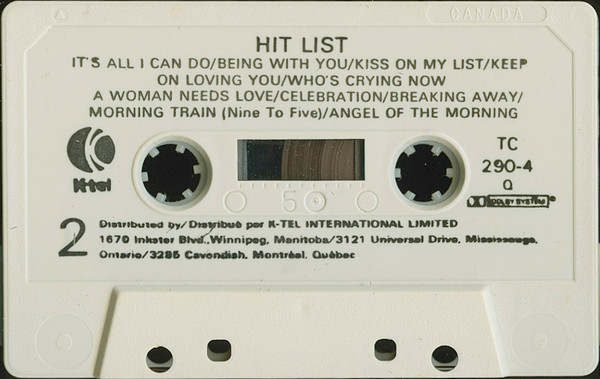 CANADA
HIT LIST
IT'S ALL I CAN DO/BEING WITH YOU/KISS ON MY LIST/KEEP
ON LOVING YOU/WHO'S CRYING NOW
A WOMAN NEEDS LOVE/CELEBRATION/BREAKING AWAY/
MORNING TRAIN (Nine To Five)/ANGEL OF THE MORNING
K-tel
TC
290-4
Q
DOLBY SYSTEM
50
2
Distributed by/Distribué par K-TEL INTERNATIONAL LIMITED
1670 Inkster Blvd.,Winnipeg, Manitoba/3121 Universal Drive, Mississauga,
Ontario/3285 Cavendish, Montréal, Québec